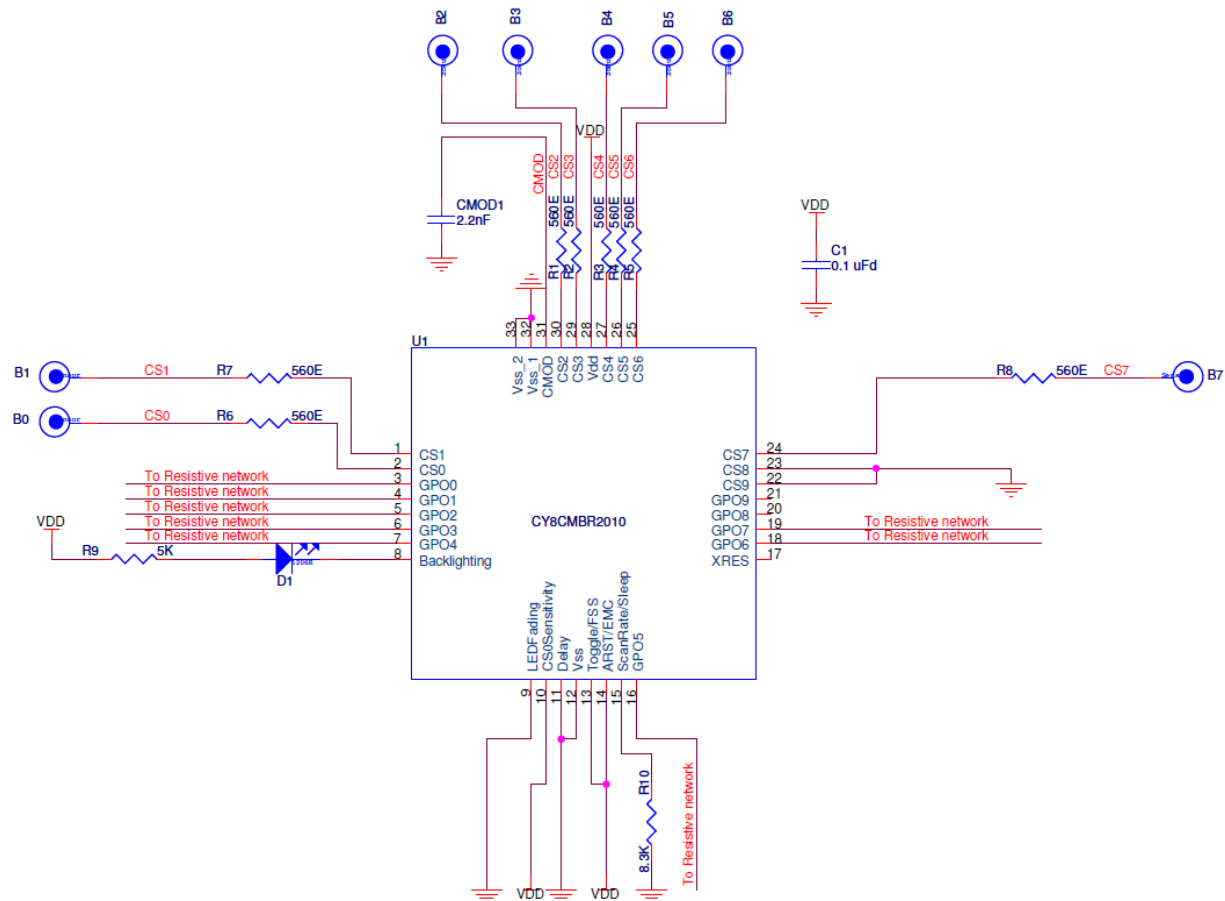 B2
B3
B4
B5
B6
VDD
CMOD
CS2
CS3
CS4
CS5
CS6
CMOD1
2.2nF
560E
560E
560E
560E
560E
R1
R2
R3
R4
R5
VDD
C1
0.1 uFd
33
32
31
30
29
28
27
26
25
U1
Vss_2
Vss_1
CMOD
CS2
CS3
Vdd
CS4
CS5
CS6
B1
CS1
R7
560E
B0
CS0
R6
560E
R8
560E
CS7
B7
1
CS1
2
CS0
To Resistive network
3
GPO0
To Resistive network
4
GPO1
To Resistive network
5
GPO2
To Resistive network
6
GPO3
To Resistive network
7
GPO4
VDD
R9
5K
D1
1206R
8
Backlighting
CY8CMBR2010
CS7
24
CS8
23
CS9
22
GPO9
21
GPO8
20
GPO7
19
To Resistive network
GPO6
18
To Resistive network
XRES
17
LEDFading
CS0Sensitivity
Delay
Vss
Toggle/FSS
ARST/EMC
ScanRate/Sleep
GPO5
9
10
11
12
13
14
15
16
R10
8.3K
To Resistive network
VDD
VDD